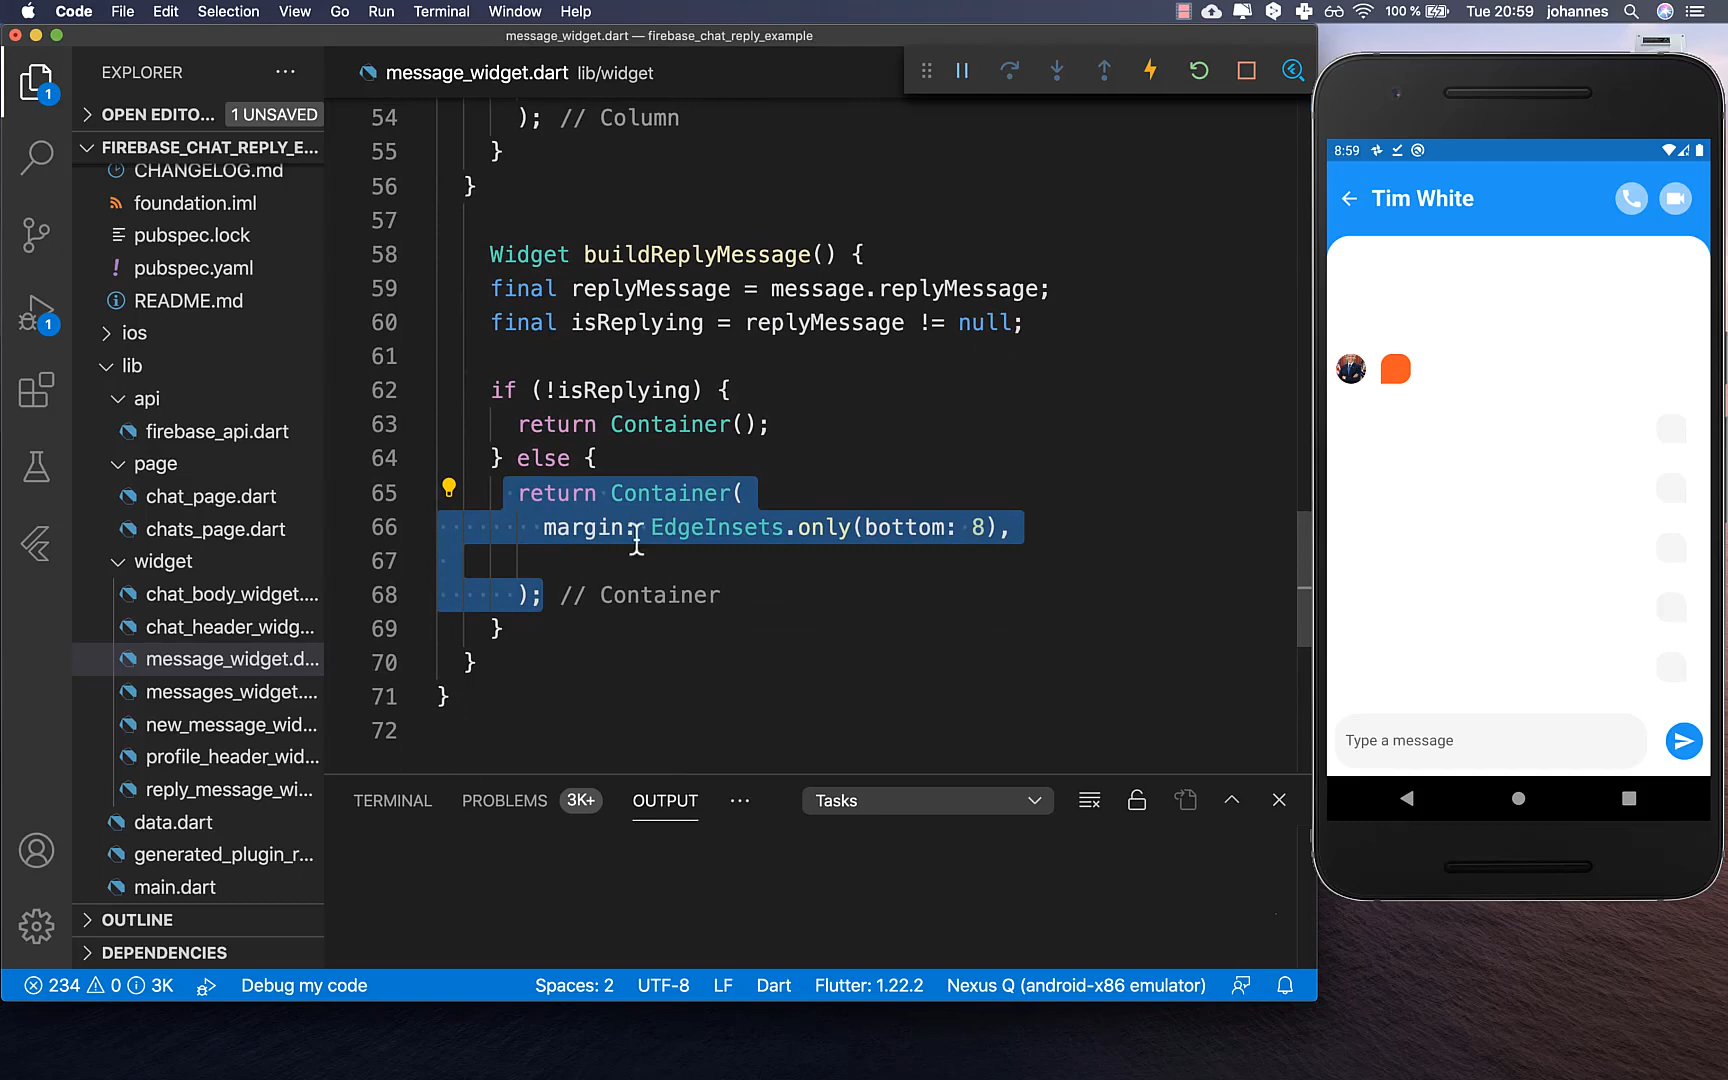 Code File Edit Selection View Go Run Terminal Window Help 100 % Tue 20:59 johannes
message_widget.dart — firebase_chat_reply_example
EXPLORER
message_widget.dart lib/widget
OPEN EDITO... 1 UNSAVED
FIREBASE_CHAT_REPLY_E...
CHANGELOG.md
foundation.iml
pubspec.lock
pubspec.yaml
README.md
ios
lib
api
firebase_api.dart
page
chat_page.dart
chats_page.dart
widget
chat_body_widget....
chat_header_widg...
message_widget.d...
messages_widget....
new_message_wid...
profile_header_wid...
reply_message_wi...
data.dart
generated_plugin_r...
main.dart
OUTLINE
DEPENDENCIES
1
1
54 ); // Column
55 }
56 }
57
58 Widget buildReplyMessage() {
59 final replyMessage = message.replyMessage;
60 final isReplying = replyMessage != null;
61
62 if (!isReplying) {
63 return Container();
64 } else {
65 return Container(
66 margin: EdgeInsets.only(bottom: 8),
67
68 ); // Container
69 }
70 }
71 }
72
TERMINAL PROBLEMS 3K+ OUTPUT ... Tasks
234 0 3K Debug my code Spaces: 2 UTF-8 LF Dart Flutter: 1.22.2 Nexus Q (android-x86 emulator)
8:59
Tim White
Type a message